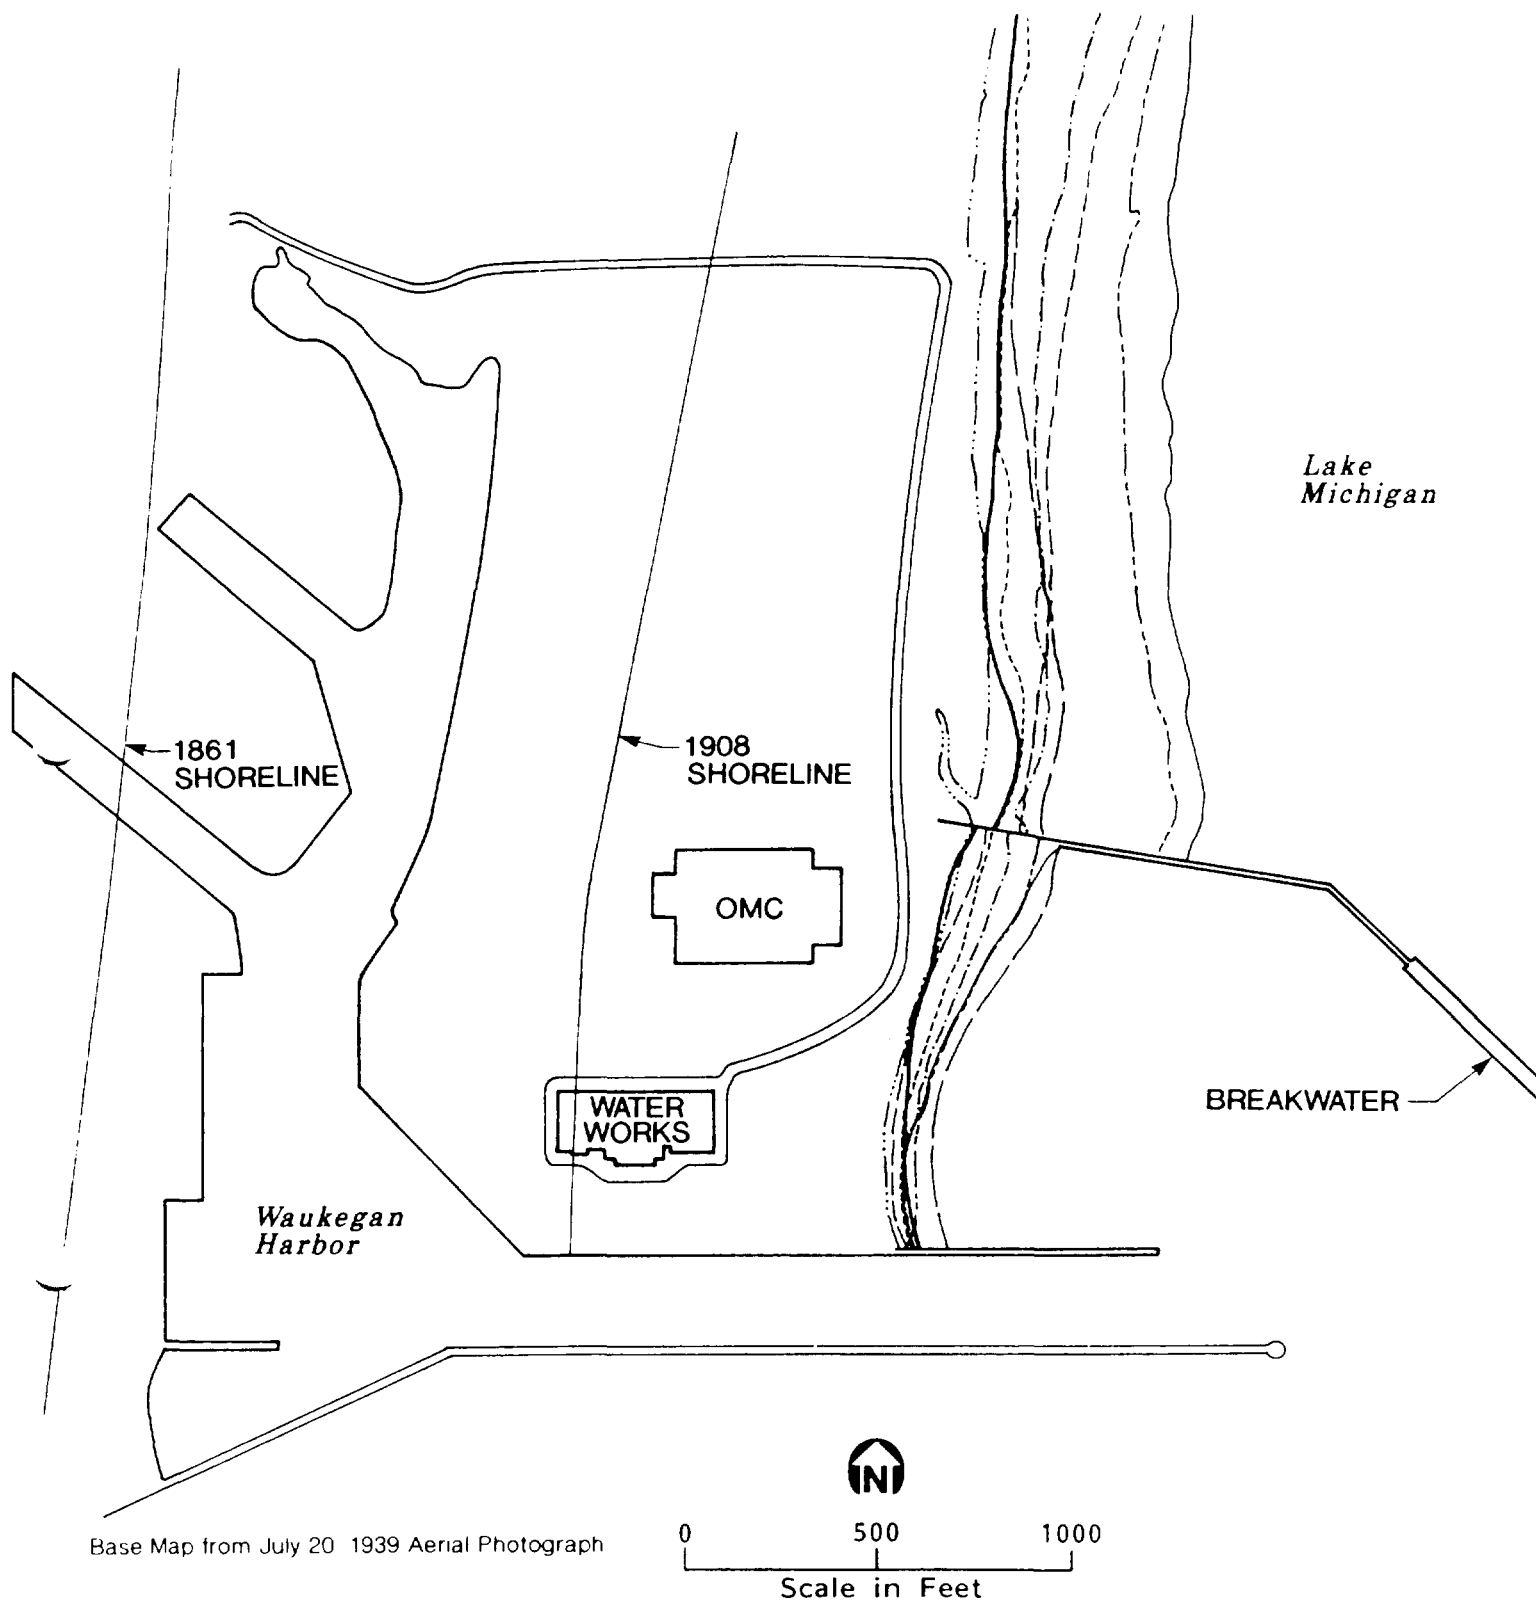 Lake
Michigan
1861
SHORELINE
1908
SHORELINE
OMC
BREAKWATER
WATER
WORKS
Waukegan
Harbor
N
Base Map from July 20 1939 Aerial Photograph
0 500 1000
Scale in Feet